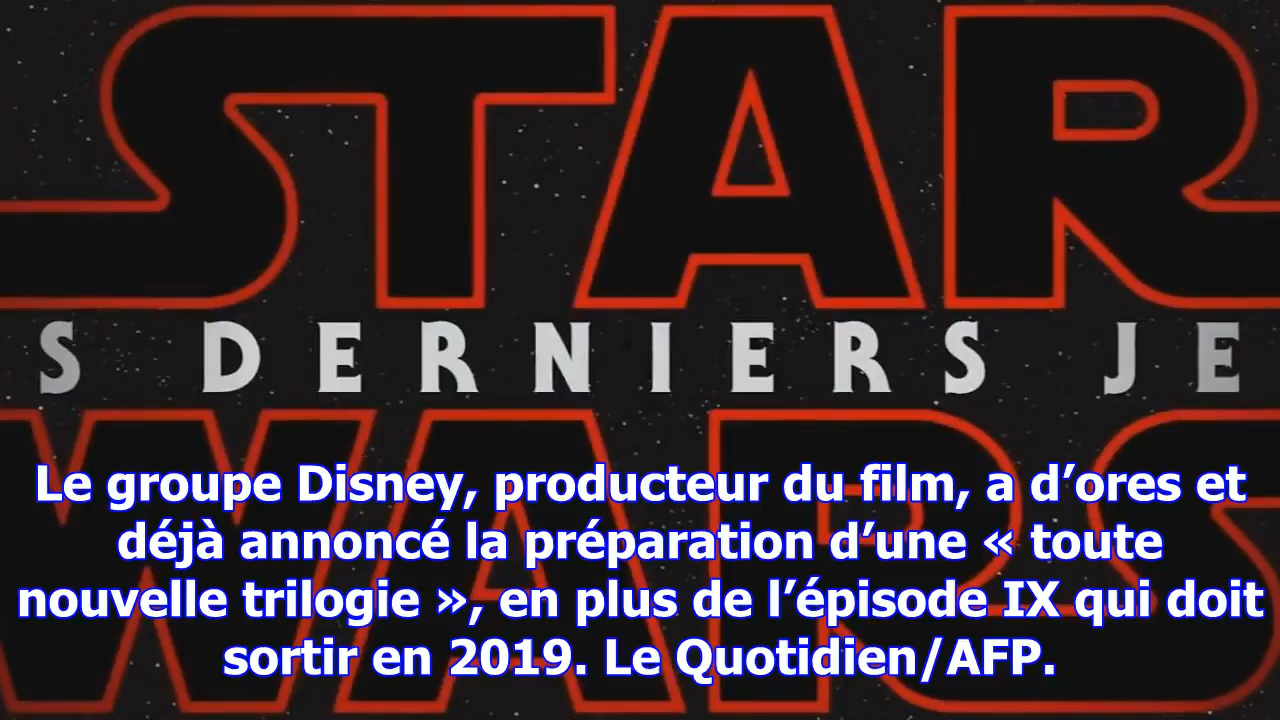 STAR
S DERNIERS JE
WARS
Le groupe Disney, producteur du film, a d’ores et
déjà annoncé la préparation d’une « toute
nouvelle trilogie », en plus de l’épisode IX qui doit
sortir en 2019. Le Quotidien/AFP.